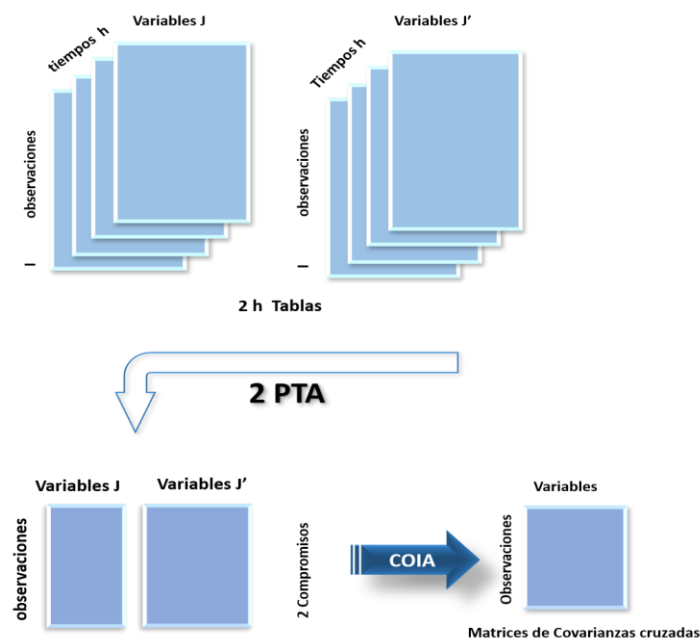 Variables J
tiempos h
observaciones
I
Variables J'
Tiempos h
observaciones
I
2 h Tablas
2 PTA
Variables J
observaciones
Variables J'
2 Compromisos
COIA
Variables
Observaciones
Matrices de Covarianzas cruzadas